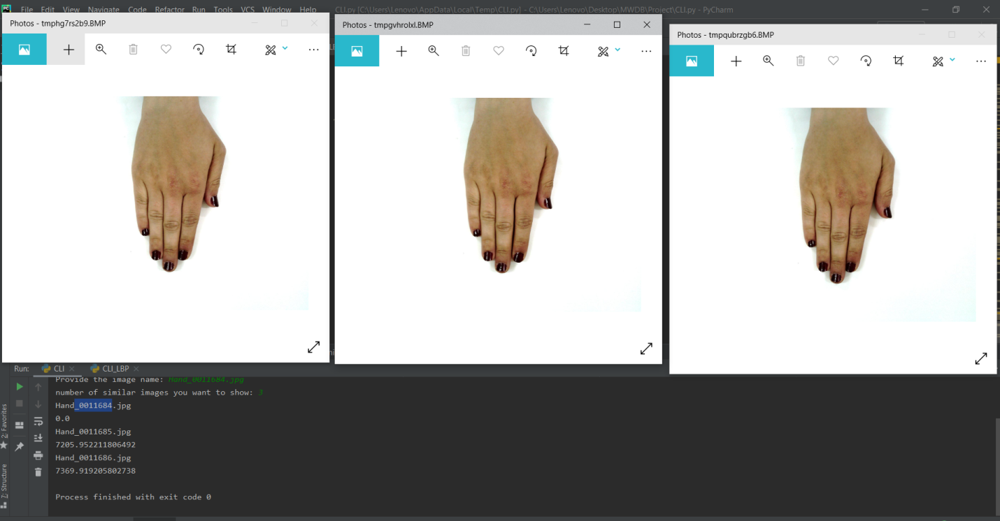 PC File Edit View Navigate Code Refactor Run Tools VCS Window Help CLI.py [C:\Users\Lenovo\AppData\Local\Temp\CLI.py] - C:\Users\Lenovo\Desktop\MWDB\Project\CLI.py - PyCharm
Photos - tmphg7rs2b9.BMP
Photos - tmpgvhrolxl.BMP
Photos - tmpqubrzgb6.BMP
Run: CLI CLI_LBP
Provide the image name: Hand_0011684.jpg
number of similar images you want to show: 3
Hand_0011684.jpg
0.0
Hand_0011685.jpg
7205.952211806492
Hand_0011686.jpg
7369.919205802738
Process finished with exit code 0
2: Favorites
7: Structure